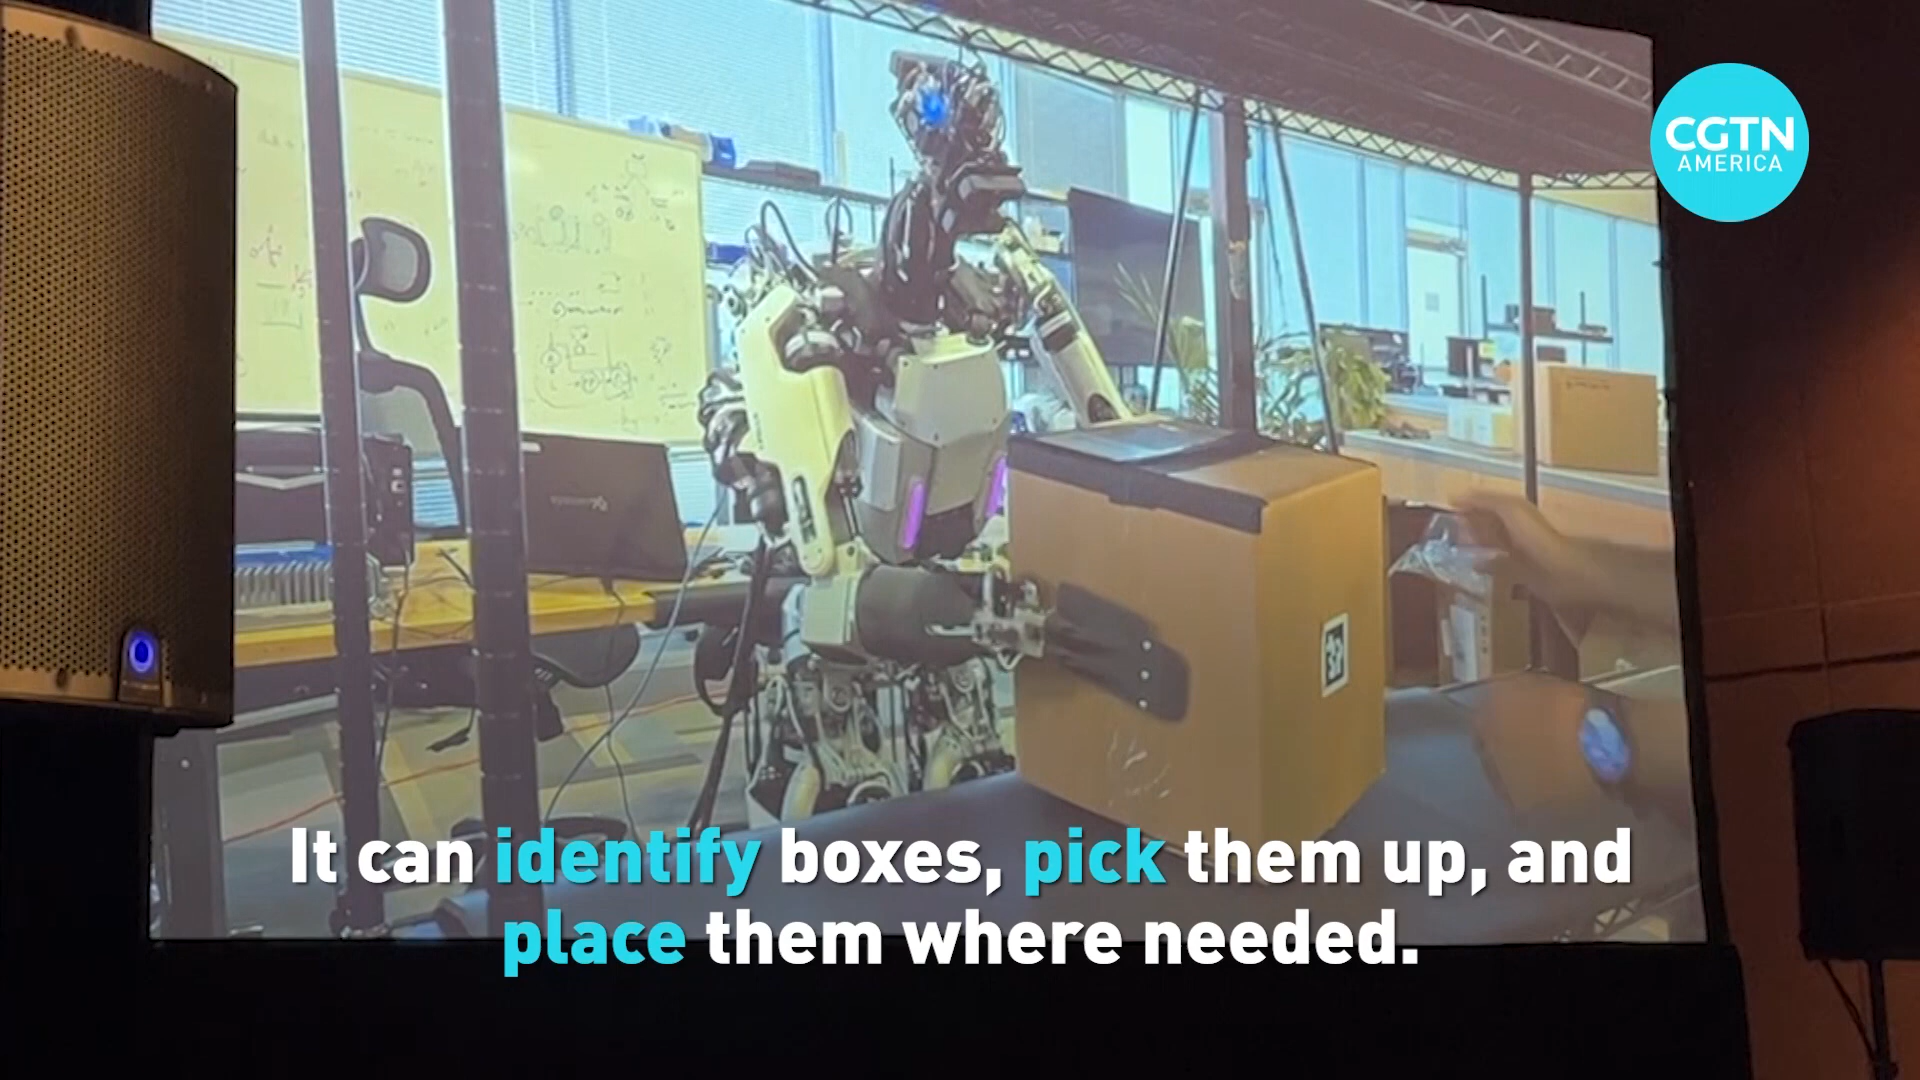 CGTN
AMERICA
It can identify boxes, pick them up, and
place them where needed.